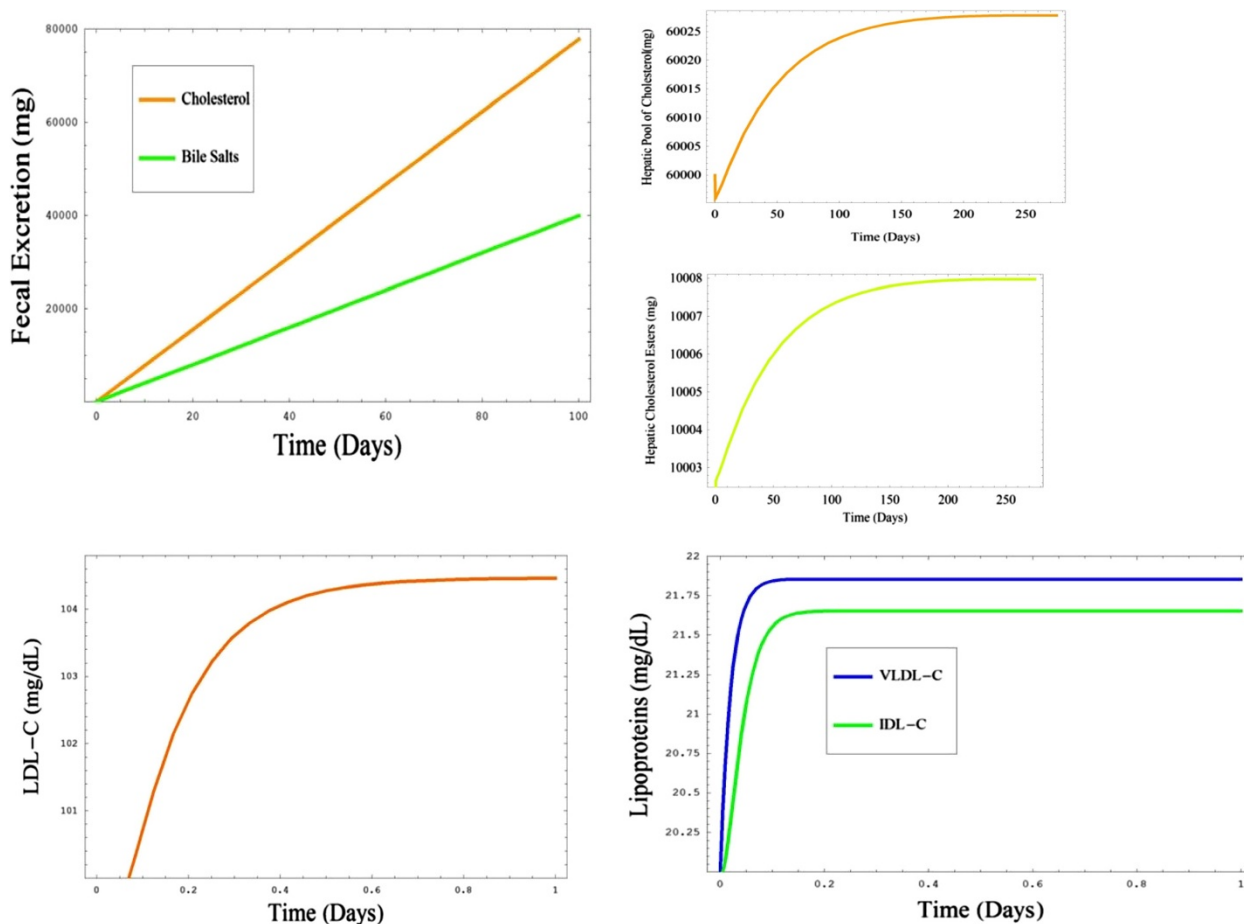 80000
60000
40000
20000
Fecal Excretion (mg)
Cholesterol
Bile Salts
0 20 40 60 80 100
Time (Days)
60025
60020
60015
60010
60005
60000
Hepatic Pool of Cholesterol(mg)
0 50 100 150 200 250
Time (Days)
10008
10007
10006
10005
10004
10003
Hepatic Cholesterol Esters (mg)
0 50 100 150 200 250
Time (Days)
104
103
102
101
LDL-C (mg/dL)
0 0.2 0.4 0.6 0.8 1
Time (Days)
22
21.75
21.5
21.25
21
20.75
20.5
20.25
Lipoproteins (mg/dL)
VLDL-C
IDL-C
0 0.2 0.4 0.6 0.8 1
Time (Days)